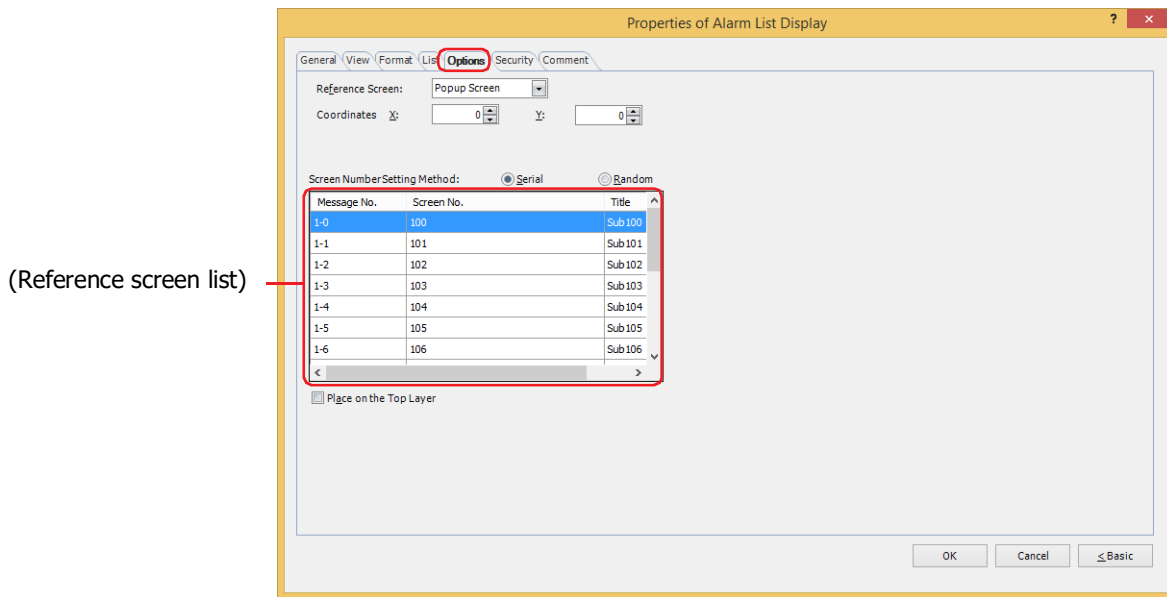 Properties of Alarm List Display ? ×
General View Format List Options Security Comment
Reference Screen: Popup Screen
Coordinates X: 0 Y: 0
Screen Number Setting Method: Serial Random
Message No. Screen No. Title
1-0 100 Sub100
1-1 101 Sub101
1-2 102 Sub102
(Reference screen list)
1-3 103 Sub103
1-4 104 Sub104
1-5 105 Sub105
1-6 106 Sub106
Place on the Top Layer
OK Cancel < Basic